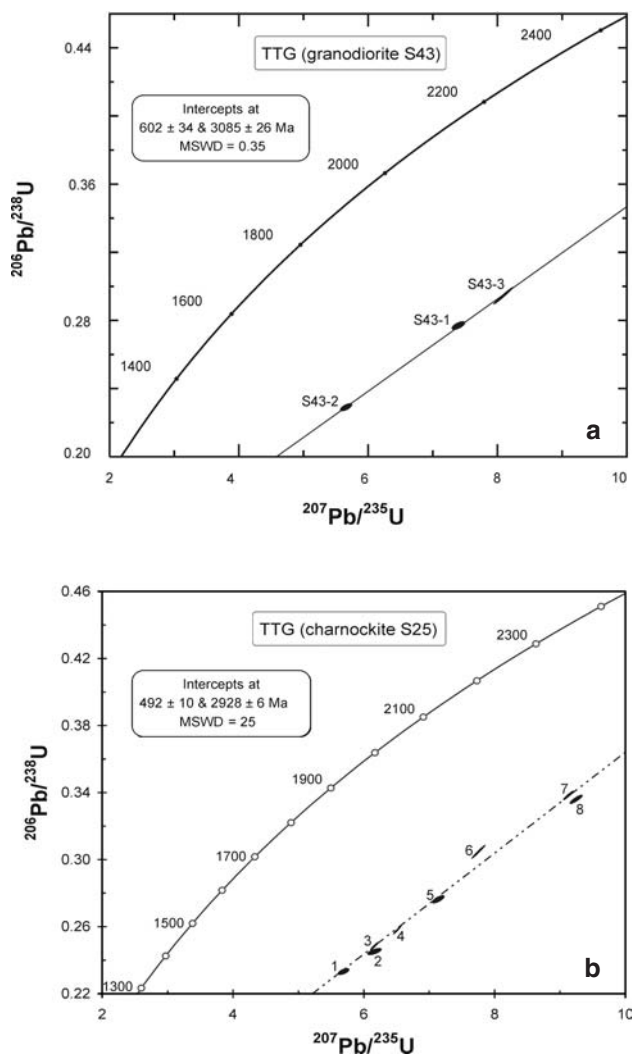 TTG (granodiorite S43)
Intercepts at
602 ± 34 & 3085 ± 26 Ma
MSWD = 0.35
0.44
0.36
0.28
0.20
²⁰⁶Pb/²³⁸U
2400
2200
2000
1800
1600
1400
S43-3
S43-1
S43-2
a
2 4 6 8 10
²⁰⁷Pb/²³⁵U
TTG (charnockite S25)
Intercepts at
492 ± 10 & 2928 ± 6 Ma
MSWD = 25
0.46
0.42
0.38
0.34
0.30
0.26
0.22
²⁰⁶Pb/²³⁸U
2300
2100
1900
1700
1500
1300
7
8
6
5
4
3
2
1
b
2 4 6 8 10
²⁰⁷Pb/²³⁵U